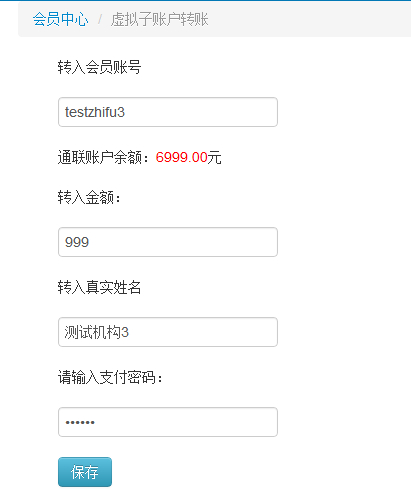 会员中心 / 虚拟子账户转账
转入会员账号
testzhifu3
通联账户余额：6999.00元
转入金额：
999
转入真实姓名
测试机构3
请输入支付密码：
••••••
保存